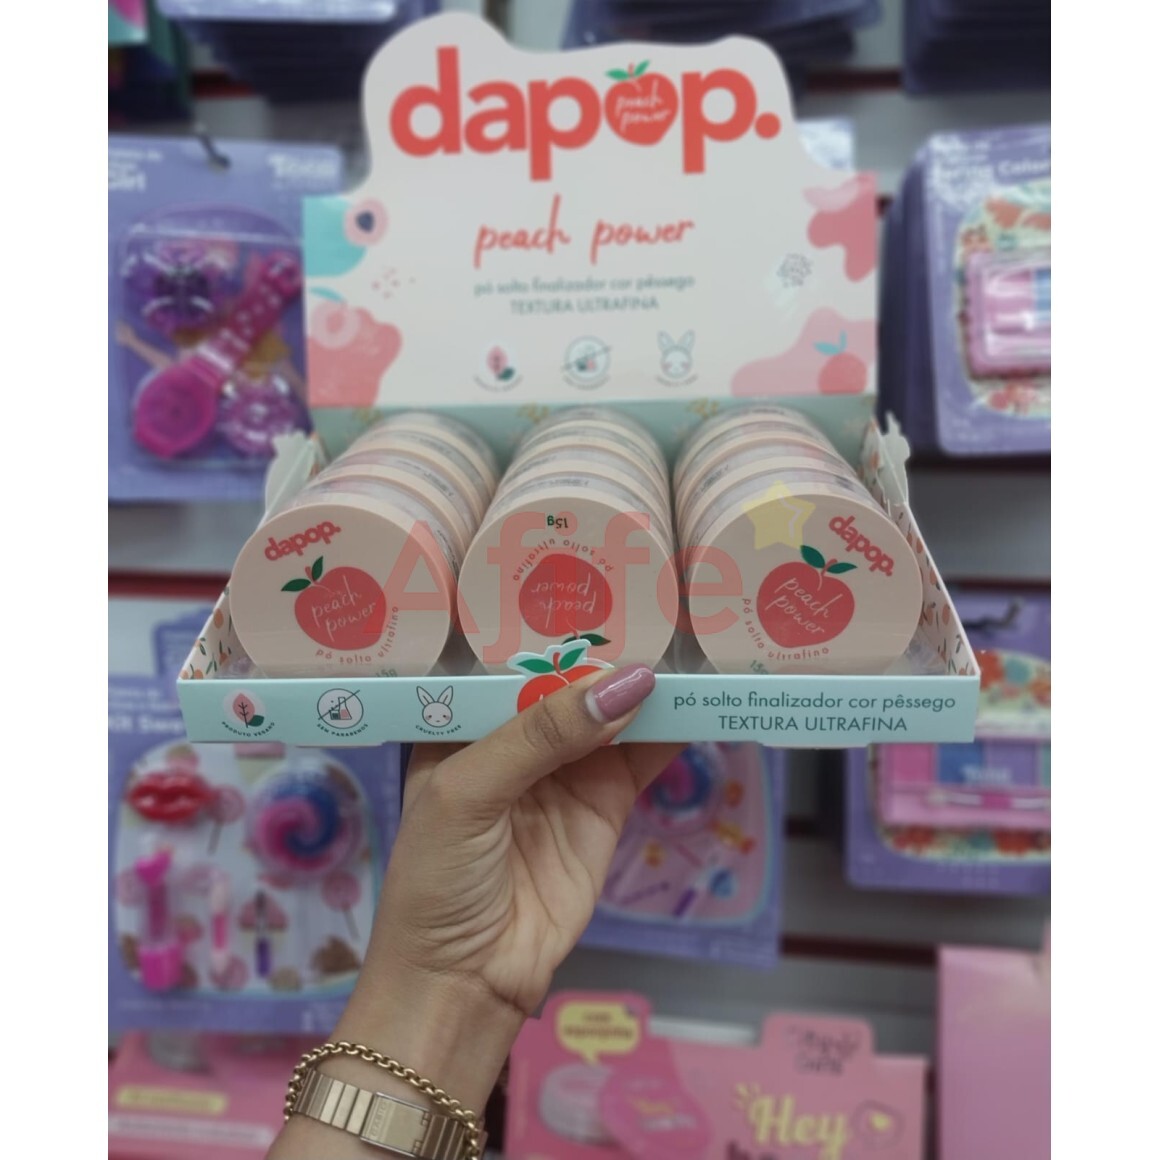 dapop.
peach
power
peach power
pó solto finalizador cor pêssego
TEXTURA ULTRAFINA
Afife
dapop.
peach
power
pó solto ultrafino
15g
15g
pó solto ultrafino
peach
power
dapop.
peach
power
pó solto ultrafino
15g
PRODUTO VEGANO
SEM PARABENOS
CRUELTY FREE
pó solto finalizador cor pêssego
TEXTURA ULTRAFINA
Hey